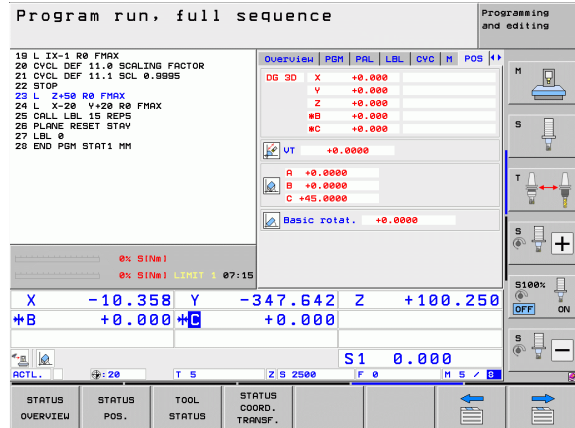 Program run, full sequence
Programming
and editing
19 L IX-1 R0 FMAX
20 CYCL DEF 11.0 SCALING FACTOR
21 CYCL DEF 11.1 SCL 0.9995
22 STOP
23 L Z+50 R0 FMAX
24 L X-20 Y+20 R0 FMAX
25 CALL LBL 15 REP5
26 PLANE RESET STAY
27 LBL 0
28 END PGM STAT1 MM
Overview PGM PAL LBL CYC M POS
DG 3D X +0.000
Y +0.000
Z +0.000
*B +0.000
*C +0.000
VT +0.0000
A +0.0000
B +0.0000
C +45.0000
Basic rotat. +0.0000
0% S[Nm]
0% S[Nm] LIMIT 1 07:15
X -10.358 Y -347.642 Z +100.250
*B +0.000 *C +0.000
S1 0.000
ACTL. : 20 T 5 Z S 2500 F 0 M 5 / 8
M
S
T
S
+
S100%
OFF ON
S
-
STATUS OVERVIEW
STATUS POS.
TOOL STATUS
STATUS COORD. TRANSF.